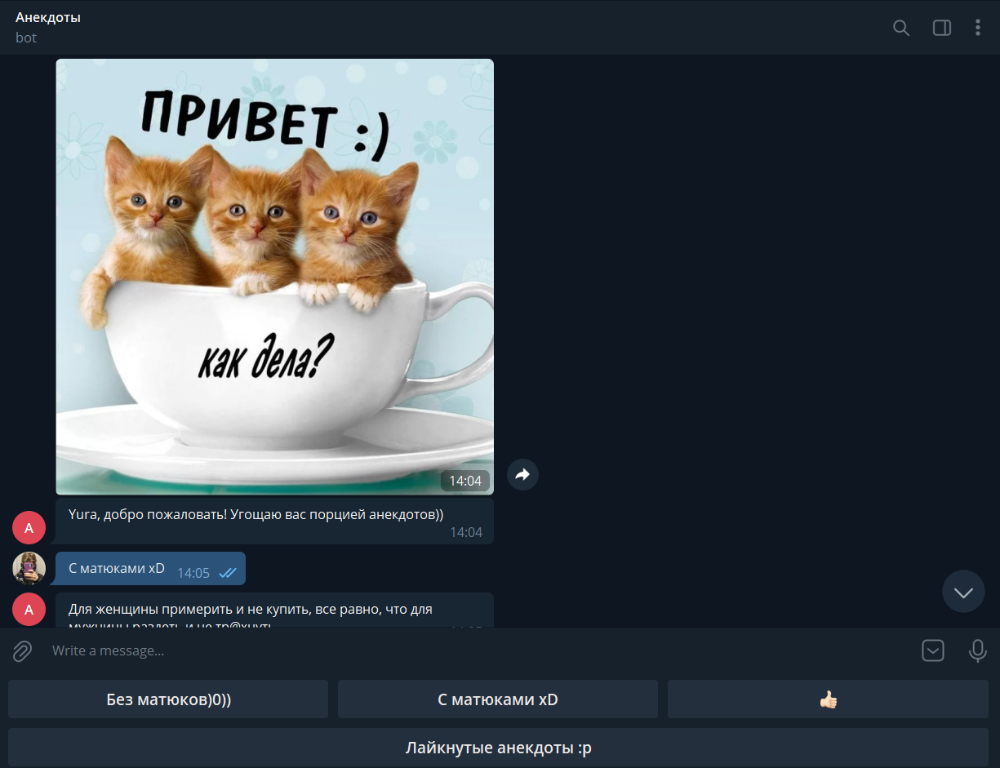 Анекдоты
bot
ПРИВЕТ :)
как дела?
14:04
Yura, добро пожаловать! Угощаю вас порцией анекдотов))
14:04
A
С матюками xD 14:05
A
Для женщины примерить и не купить, все равно, что для
мужчины раздеть и не тр@хнуть
Write a message...
Без матюков)0))
С матюками xD
Лайкнутые анекдоты :р